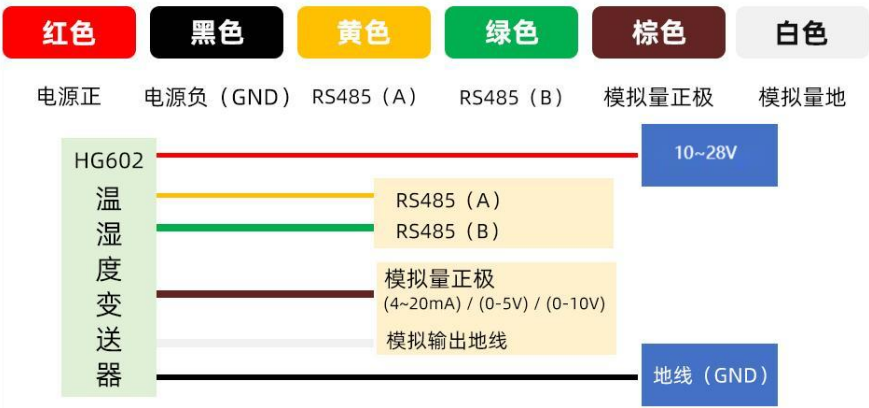 红色 黑色 黄色 绿色 棕色 白色
电源正 电源负（GND） RS485（A） RS485（B） 模拟量正极 模拟量地
HG602
温
湿
度
变
送
器
10~28V
RS485（A）
RS485（B）
模拟量正极
(4~20mA) / (0-5V) / (0-10V)
模拟输出地线
地线（GND）